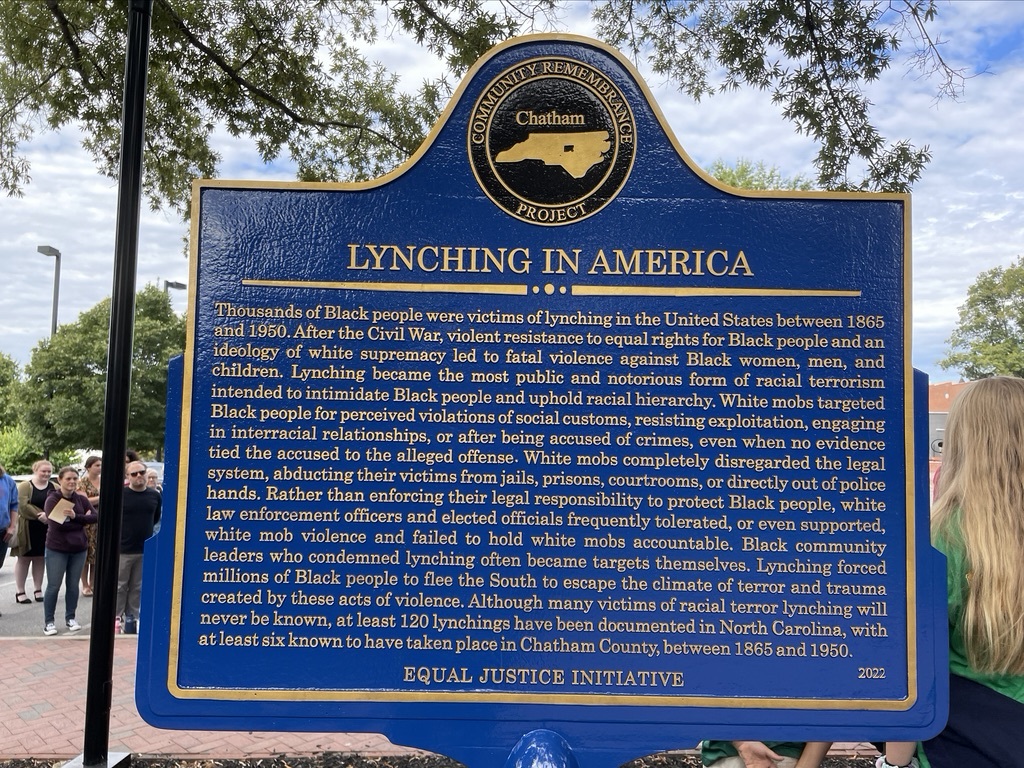 COMMUNITY REMEMBRANCE
Chatham
PROJECT
LYNCHING IN AMERICA
Thousands of Black people were victims of lynching in the United States between 1865
and 1950. After the Civil War, violent resistance to equal rights for Black people and an
ideology of white supremacy led to fatal violence against Black women, men, and
children. Lynching became the most public and notorious form of racial terrorism
intended to intimidate Black people and uphold racial hierarchy. White mobs targeted
Black people for perceived violations of social customs, resisting exploitation, engaging
in interracial relationships, or after being accused of crimes, even when no evidence
tied the accused to the alleged offense. White mobs completely disregarded the legal
system, abducting their victims from jails, prisons, courtrooms, or directly out of police
hands. Rather than enforcing their legal responsibility to protect Black people, white
law enforcement officers and elected officials frequently tolerated, or even supported,
white mob violence and failed to hold white mobs accountable. Black community
leaders who condemned lynching often became targets themselves. Lynching forced
millions of Black people to flee the South to escape the climate of terror and trauma
created by these acts of violence. Although many victims of racial terror lynching will
never be known, at least 120 lynchings have been documented in North Carolina, with
at least six known to have taken place in Chatham County, between 1865 and 1950.
EQUAL JUSTICE INITIATIVE
2022